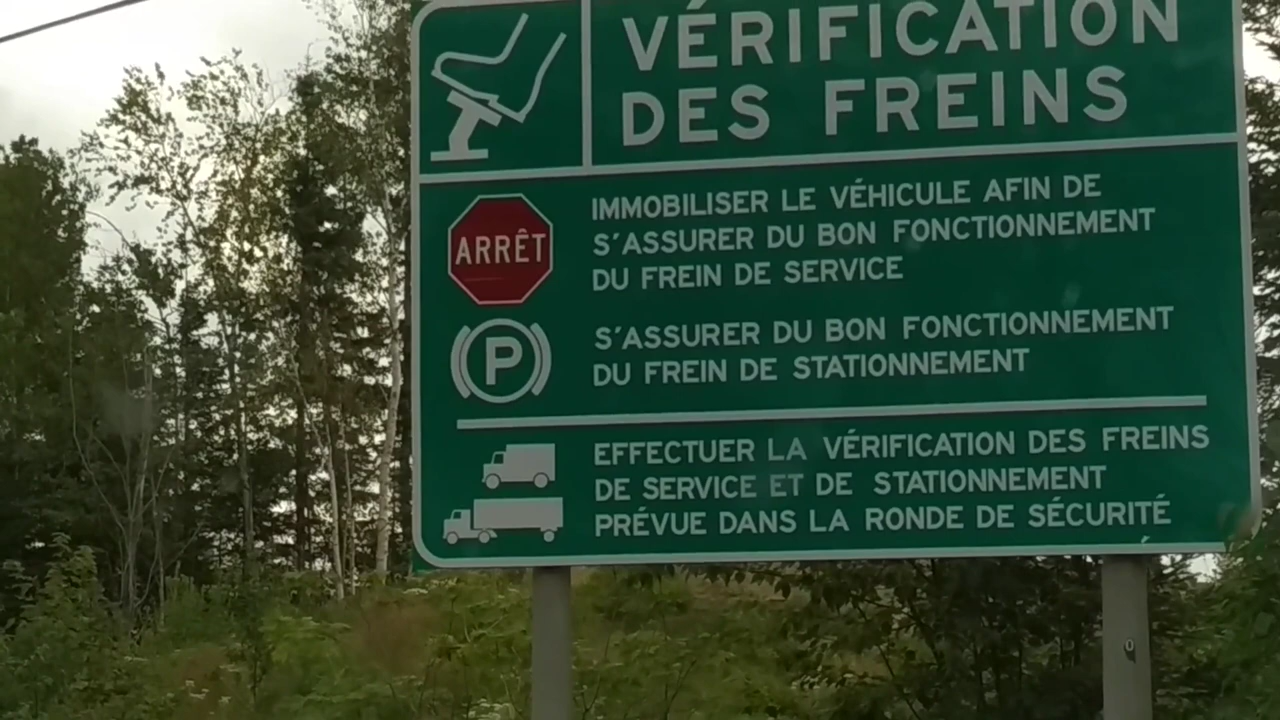 VÉRIFICATION
DES FREINS
ARRÊT
IMMOBILISER LE VÉHICULE AFIN DE
S'ASSURER DU BON FONCTIONNEMENT
DU FREIN DE SERVICE
P
S'ASSURER DU BON FONCTIONNEMENT
DU FREIN DE STATIONNEMENT
EFFECTUER LA VÉRIFICATION DES FREINS
DE SERVICE ET DE STATIONNEMENT
PRÉVUE DANS LA RONDE DE SÉCURITÉ